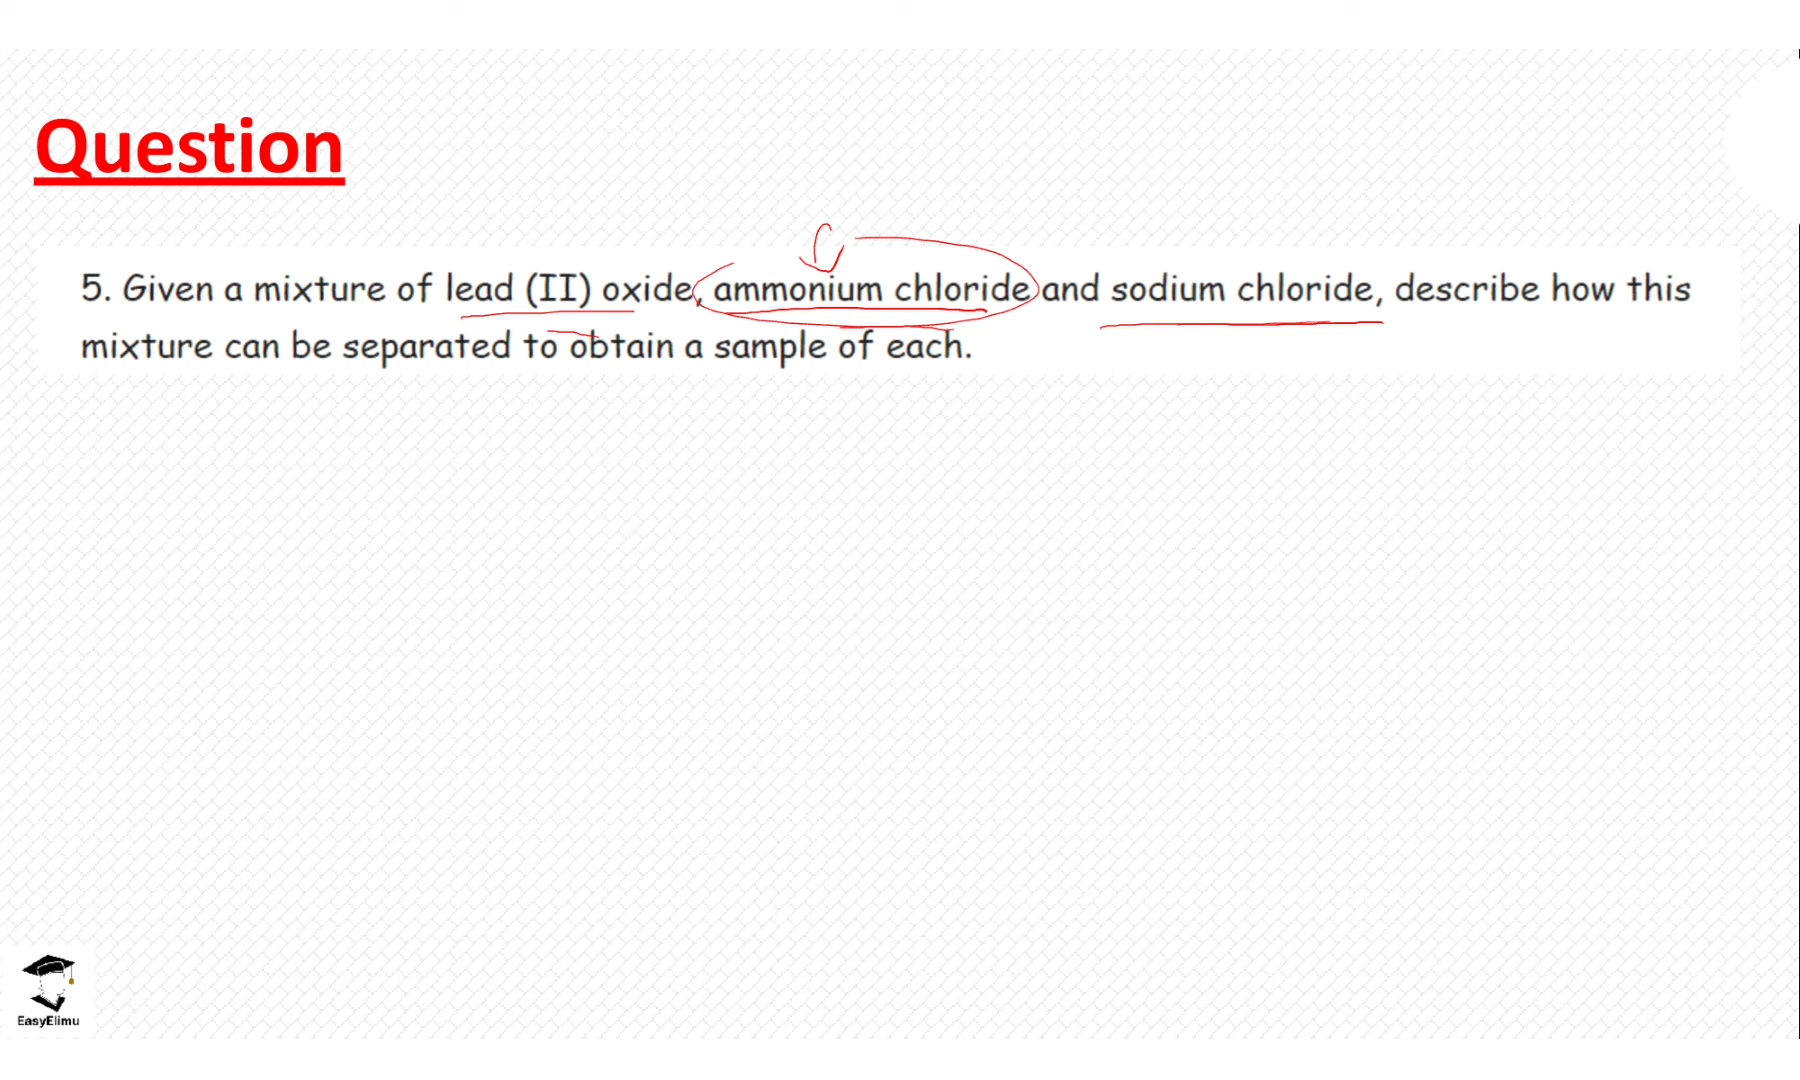 Question
5. Given a mixture of lead (II) oxide, ammonium chloride and sodium chloride, describe how this
mixture can be separated to obtain a sample of each.
EasyElimu